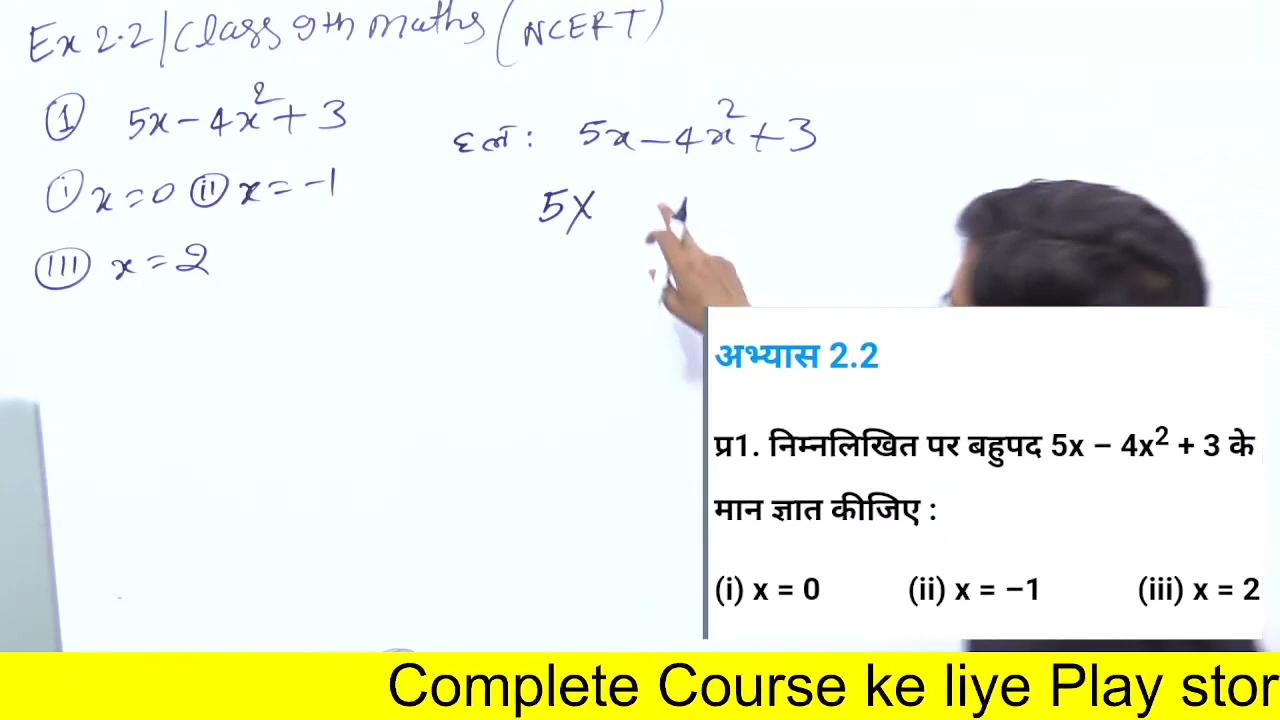 Ex 2.2/Class 9th Maths (NCERT)
① 5x - 4x² + 3
ⓘ x = 0 ⓘⓘ x = -1
ⓘⓘⓘ x = 2
हल: 5x - 4x² + 3
5X
अभ्यास 2.2
प्र1. निम्नलिखित पर बहुपद 5x – 4x² + 3 के
मान ज्ञात कीजिए :
(i) x = 0 (ii) x = –1 (iii) x = 2
Complete Course ke liye Play stor